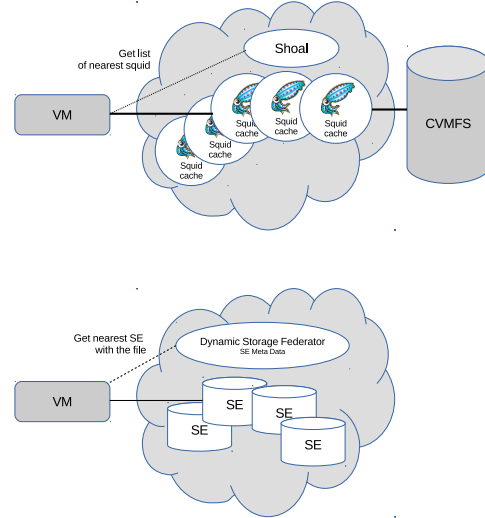 Get list
of nearest squid
Shoal
VM
CVMFS
Squid
cache
Squid
cache
Squid
cache
Squid
cache
Squid
cache
Get nearest SE
with the file
Dynamic Storage Federator
SE Meta Data
VM
SE
SE
SE
SE